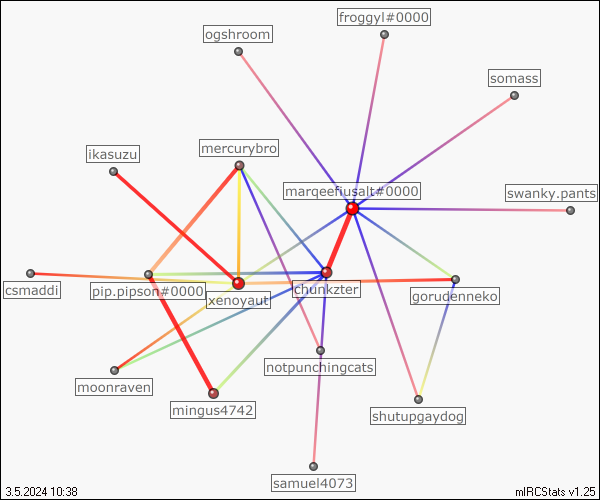 froggyl#0000
ogshroom
somass
mercurybro
ikasuzu
marqeefiusalt#0000
swanky.pants
csmaddi
pip.pipson#0000
xenoyaut
chunkzter
gorudenneko
notpunchingcats
moonraven
mingus4742
shutupgaydog
samuel4073
3.5.2024 10:38
mIRCStats v1.25